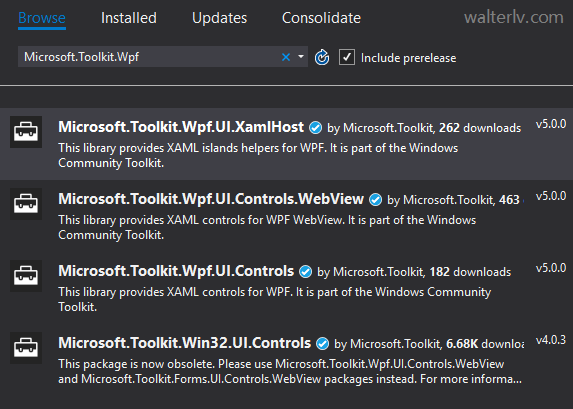 Browse Installed Updates Consolidate walterlv.com
Microsoft.Toolkit.Wpf Include prerelease
Microsoft.Toolkit.Wpf.UI.XamlHost by Microsoft.Toolkit, 262 downloads v5.0.0
This library provides XAML islands helpers for WPF. It is part of the Windows
Community Toolkit.
Microsoft.Toolkit.Wpf.UI.Controls.WebView by Microsoft.Toolkit, 463 v5.0.0
This library provides XAML controls for WPF WebView. It is part of the Windows
Community Toolkit.
Microsoft.Toolkit.Wpf.UI.Controls by Microsoft.Toolkit, 182 downloads v5.0.0
This library provides XAML controls for WPF. It is part of the Windows Community
Toolkit.
Microsoft.Toolkit.Win32.UI.Controls by Microsoft.Toolkit, 6.68K downloa v4.0.3
This package is now obsolete. Please use Microsoft.Toolkit.Wpf.UI.Controls.WebView
and Microsoft.Toolkit.Forms.UI.Controls.WebView packages instead. For more informa...